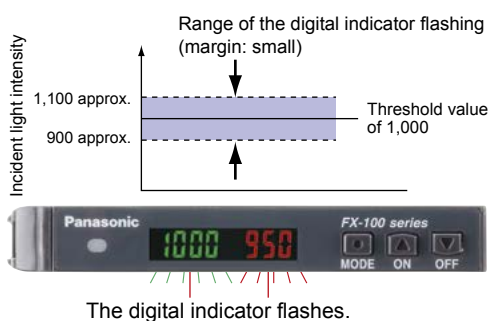 Range of the digital indicator flashing
(margin: small)
Incident light intensity
1,100 approx.
Threshold value
of 1,000
900 approx.
Panasonic
FX-100 series
1000 950
MODE ON OFF
The digital indicator flashes.